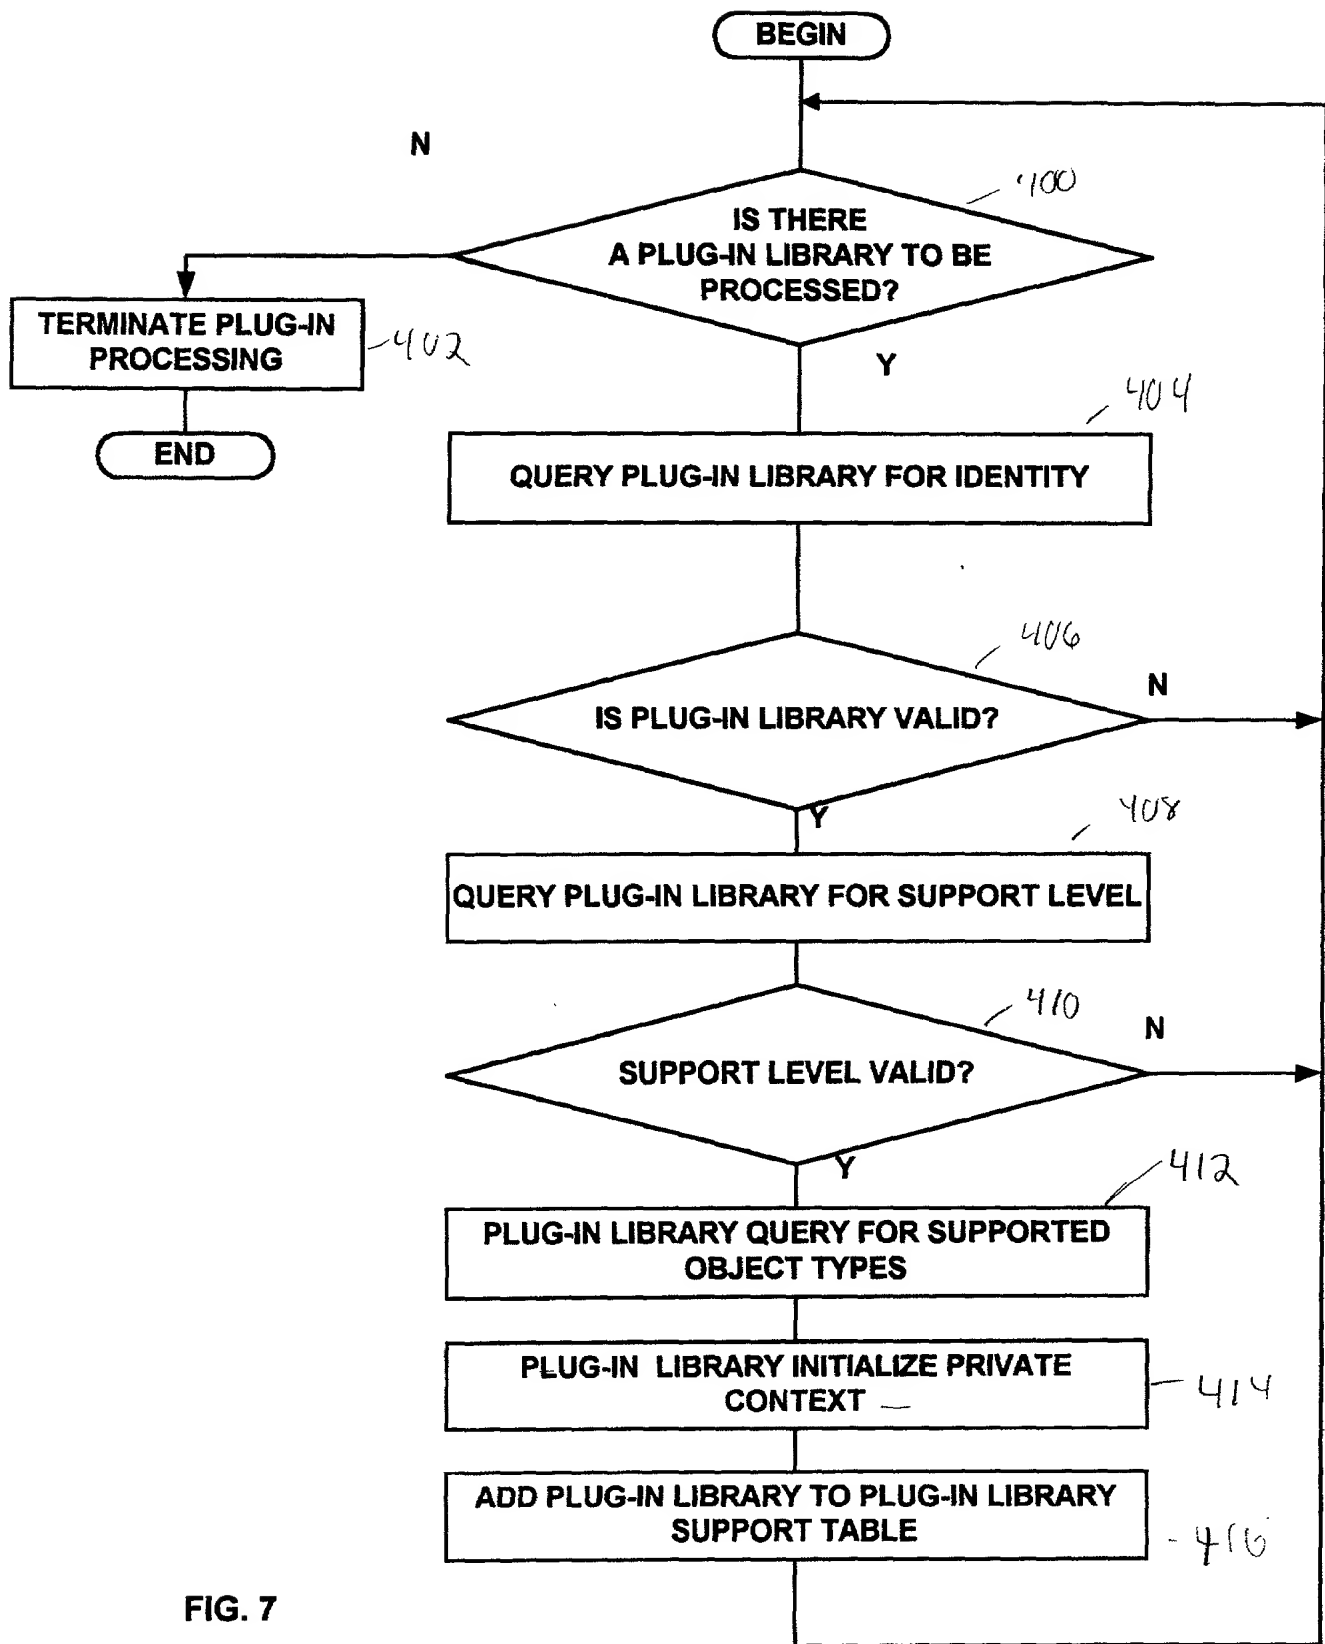 BEGIN
N
400
IS THERE
A PLUG-IN LIBRARY TO BE
PROCESSED?
TERMINATE PLUG-IN
PROCESSING
402
Y
END
404
QUERY PLUG-IN LIBRARY FOR IDENTITY
406
N
IS PLUG-IN LIBRARY VALID?
Y
408
QUERY PLUG-IN LIBRARY FOR SUPPORT LEVEL
410
N
SUPPORT LEVEL VALID?
Y
412
PLUG-IN LIBRARY QUERY FOR SUPPORTED
OBJECT TYPES
PLUG-IN LIBRARY INITIALIZE PRIVATE
CONTEXT
414
ADD PLUG-IN LIBRARY TO PLUG-IN LIBRARY
SUPPORT TABLE
416
FIG. 7